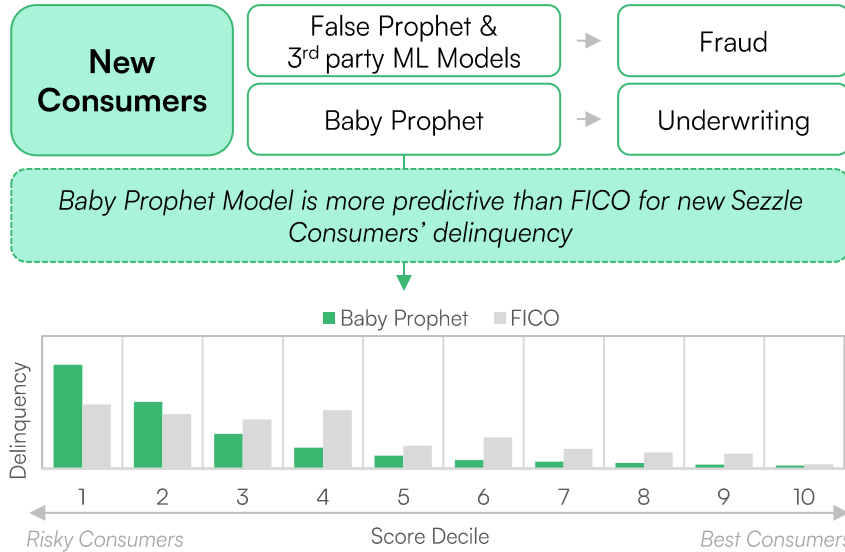 New
Consumers
False Prophet &
3rd party ML Models
Fraud
Baby Prophet
Underwriting
Baby Prophet Model is more predictive than FICO for new Sezzle
Consumers' delinquency
Baby Prophet FICO
Delinquency
1 2 3 4 5 6 7 8 9 10
Risky Consumers Score Decile Best Consumers